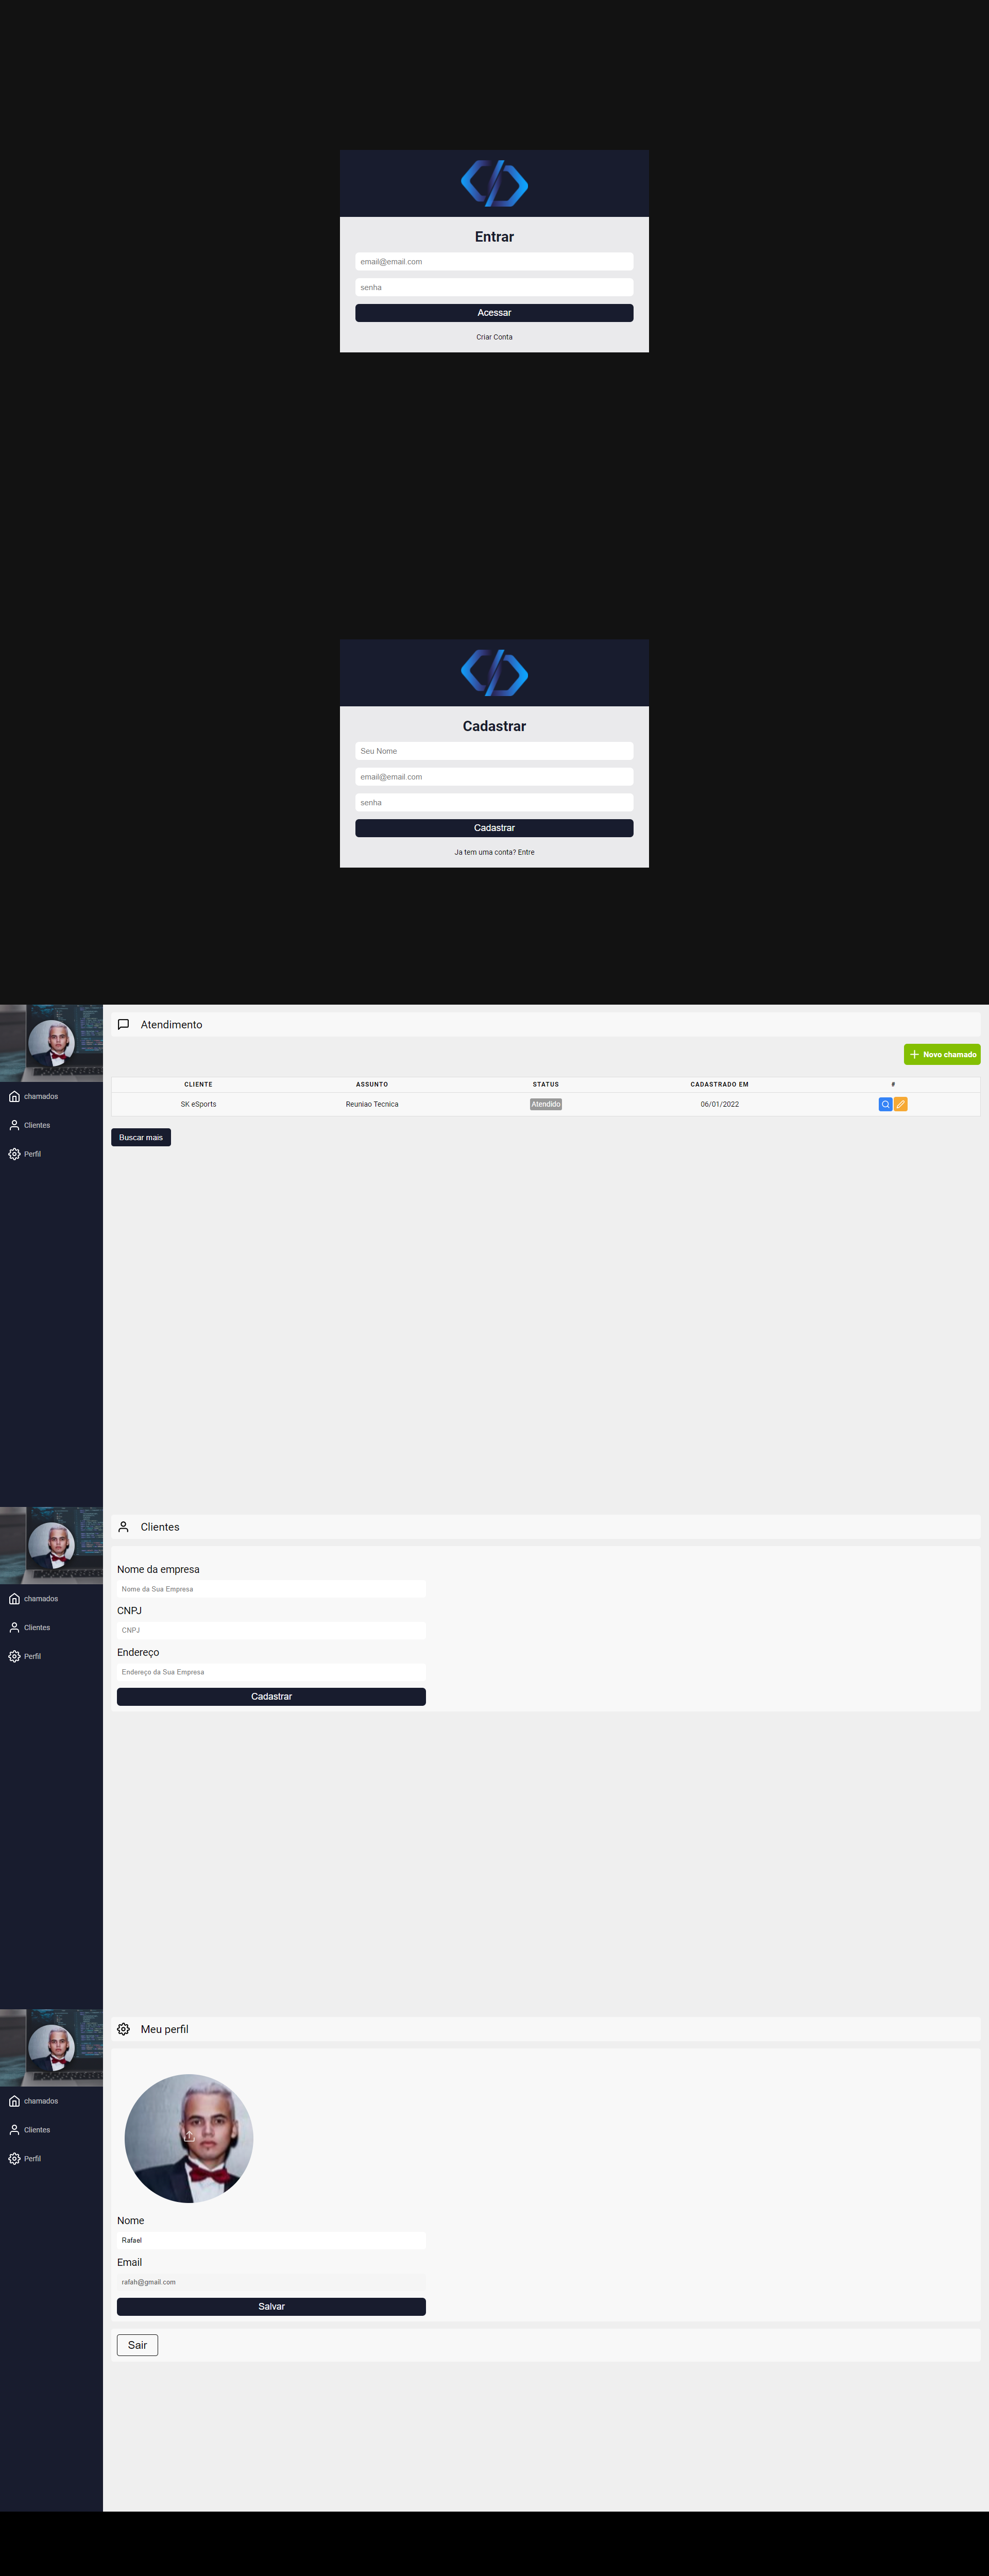 Entrar
email@email.com
senha
Acessar
Criar Conta
Cadastrar
Seu Nome
email@email.com
senha
Cadastrar
Ja tem uma conta? Entre
Atendimento
Novo chamado
chamados
Clientes
Perfil
CLIENTE ASSUNTO STATUS CADASTRADO EM #
SK eSports Reuniao Tecnica Atendido 06/01/2022
Buscar mais
Clientes
chamados
Clientes
Perfil
Nome da empresa
Nome da Sua Empresa
CNPJ
CNPJ
Endereço
Endereço da Sua Empresa
Cadastrar
Meu perfil
chamados
Clientes
Perfil
Nome
Rafael
Email
rafah@gmail.com
Salvar
Sair